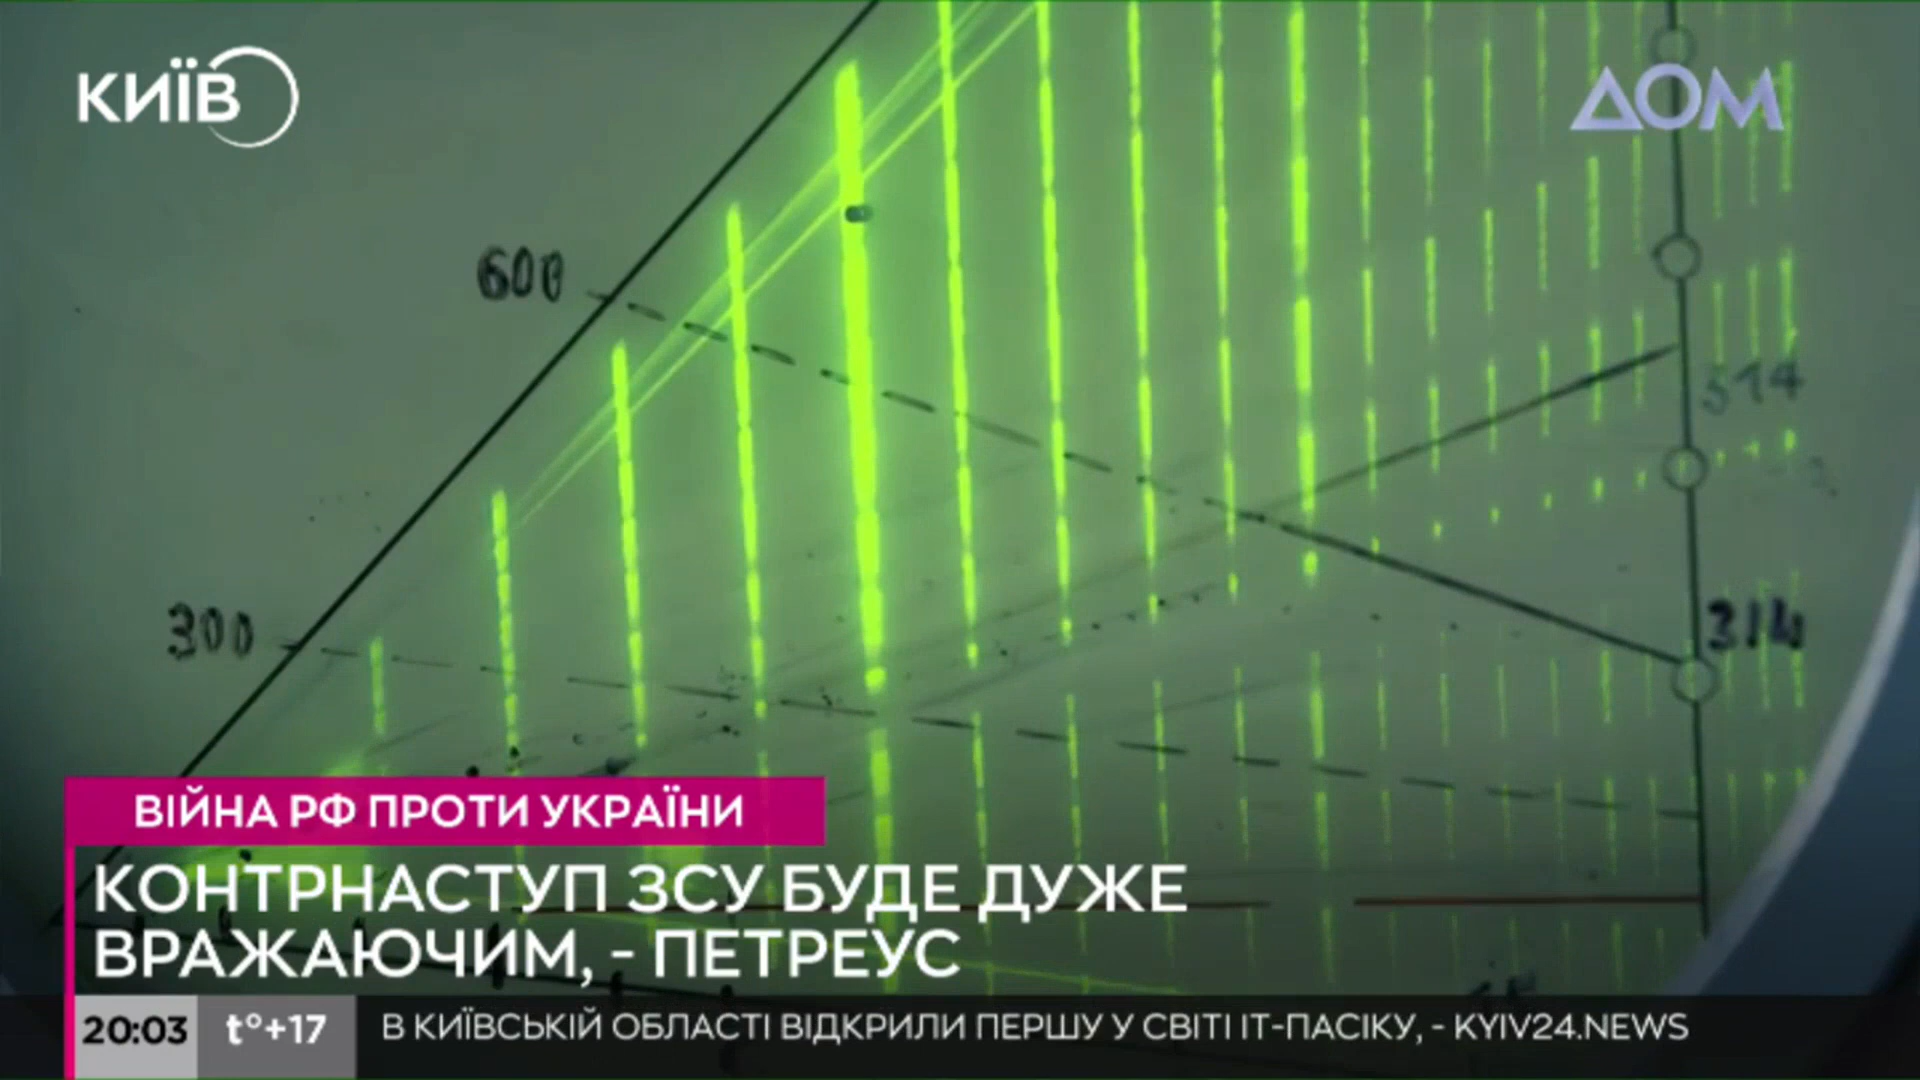 КИЇВ
ДОМ
600
300
514
314
ВІЙНА РФ ПРОТИ УКРАЇНИ
КОНТРНАСТУП ЗСУ БУДЕ ДУЖЕ
ВРАЖАЮЧИМ, - ПЕТРЕУС
20:03 t°+17 В КИЇВСЬКІЙ ОБЛАСТІ ВІДКРИЛИ ПЕРШУ У СВІТІ ІТ-ПАСІКУ, - KYIV24.NEWS